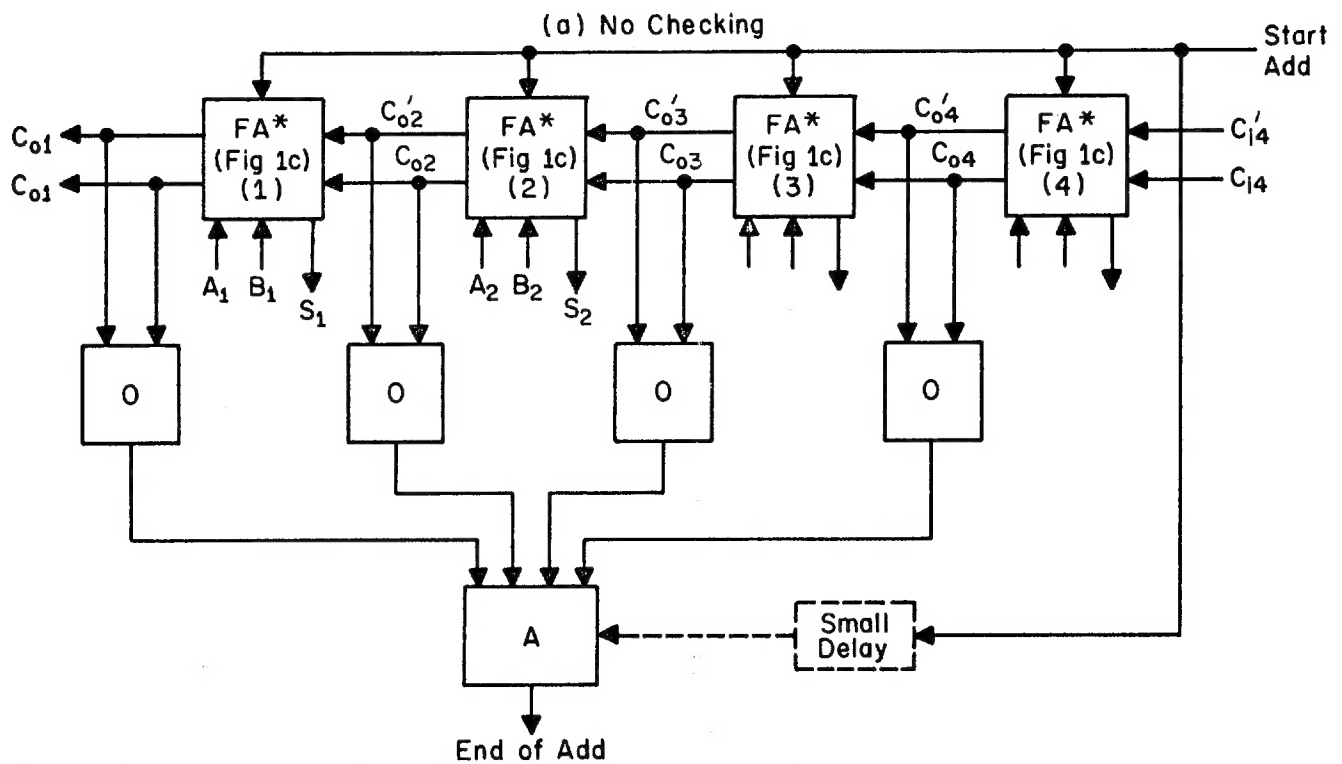 (a) No Checking
Start
Add
Co1
Co1
FA*
(Fig 1c)
(1)
C'o2
Co2
FA*
(Fig 1c)
(2)
C'o3
Co3
FA*
(Fig 1c)
(3)
C'o4
Co4
FA*
(Fig 1c)
(4)
C'i4
Ci4
A1
B1
S1
A2
B2
S2
O
O
O
O
A
Small
Delay
End of Add